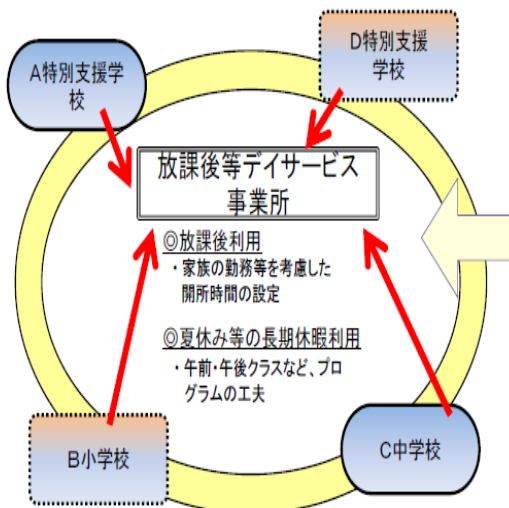 A特別支援学
校
D特別支援
学校
放課後等デイサービス
事業所
◎放課後利用
・家族の勤務等を考慮した
開所時間の設定
◎夏休み等の長期休暇利用
・午前・午後クラスなど、プロ
グラムの工夫
B小学校
C中学校